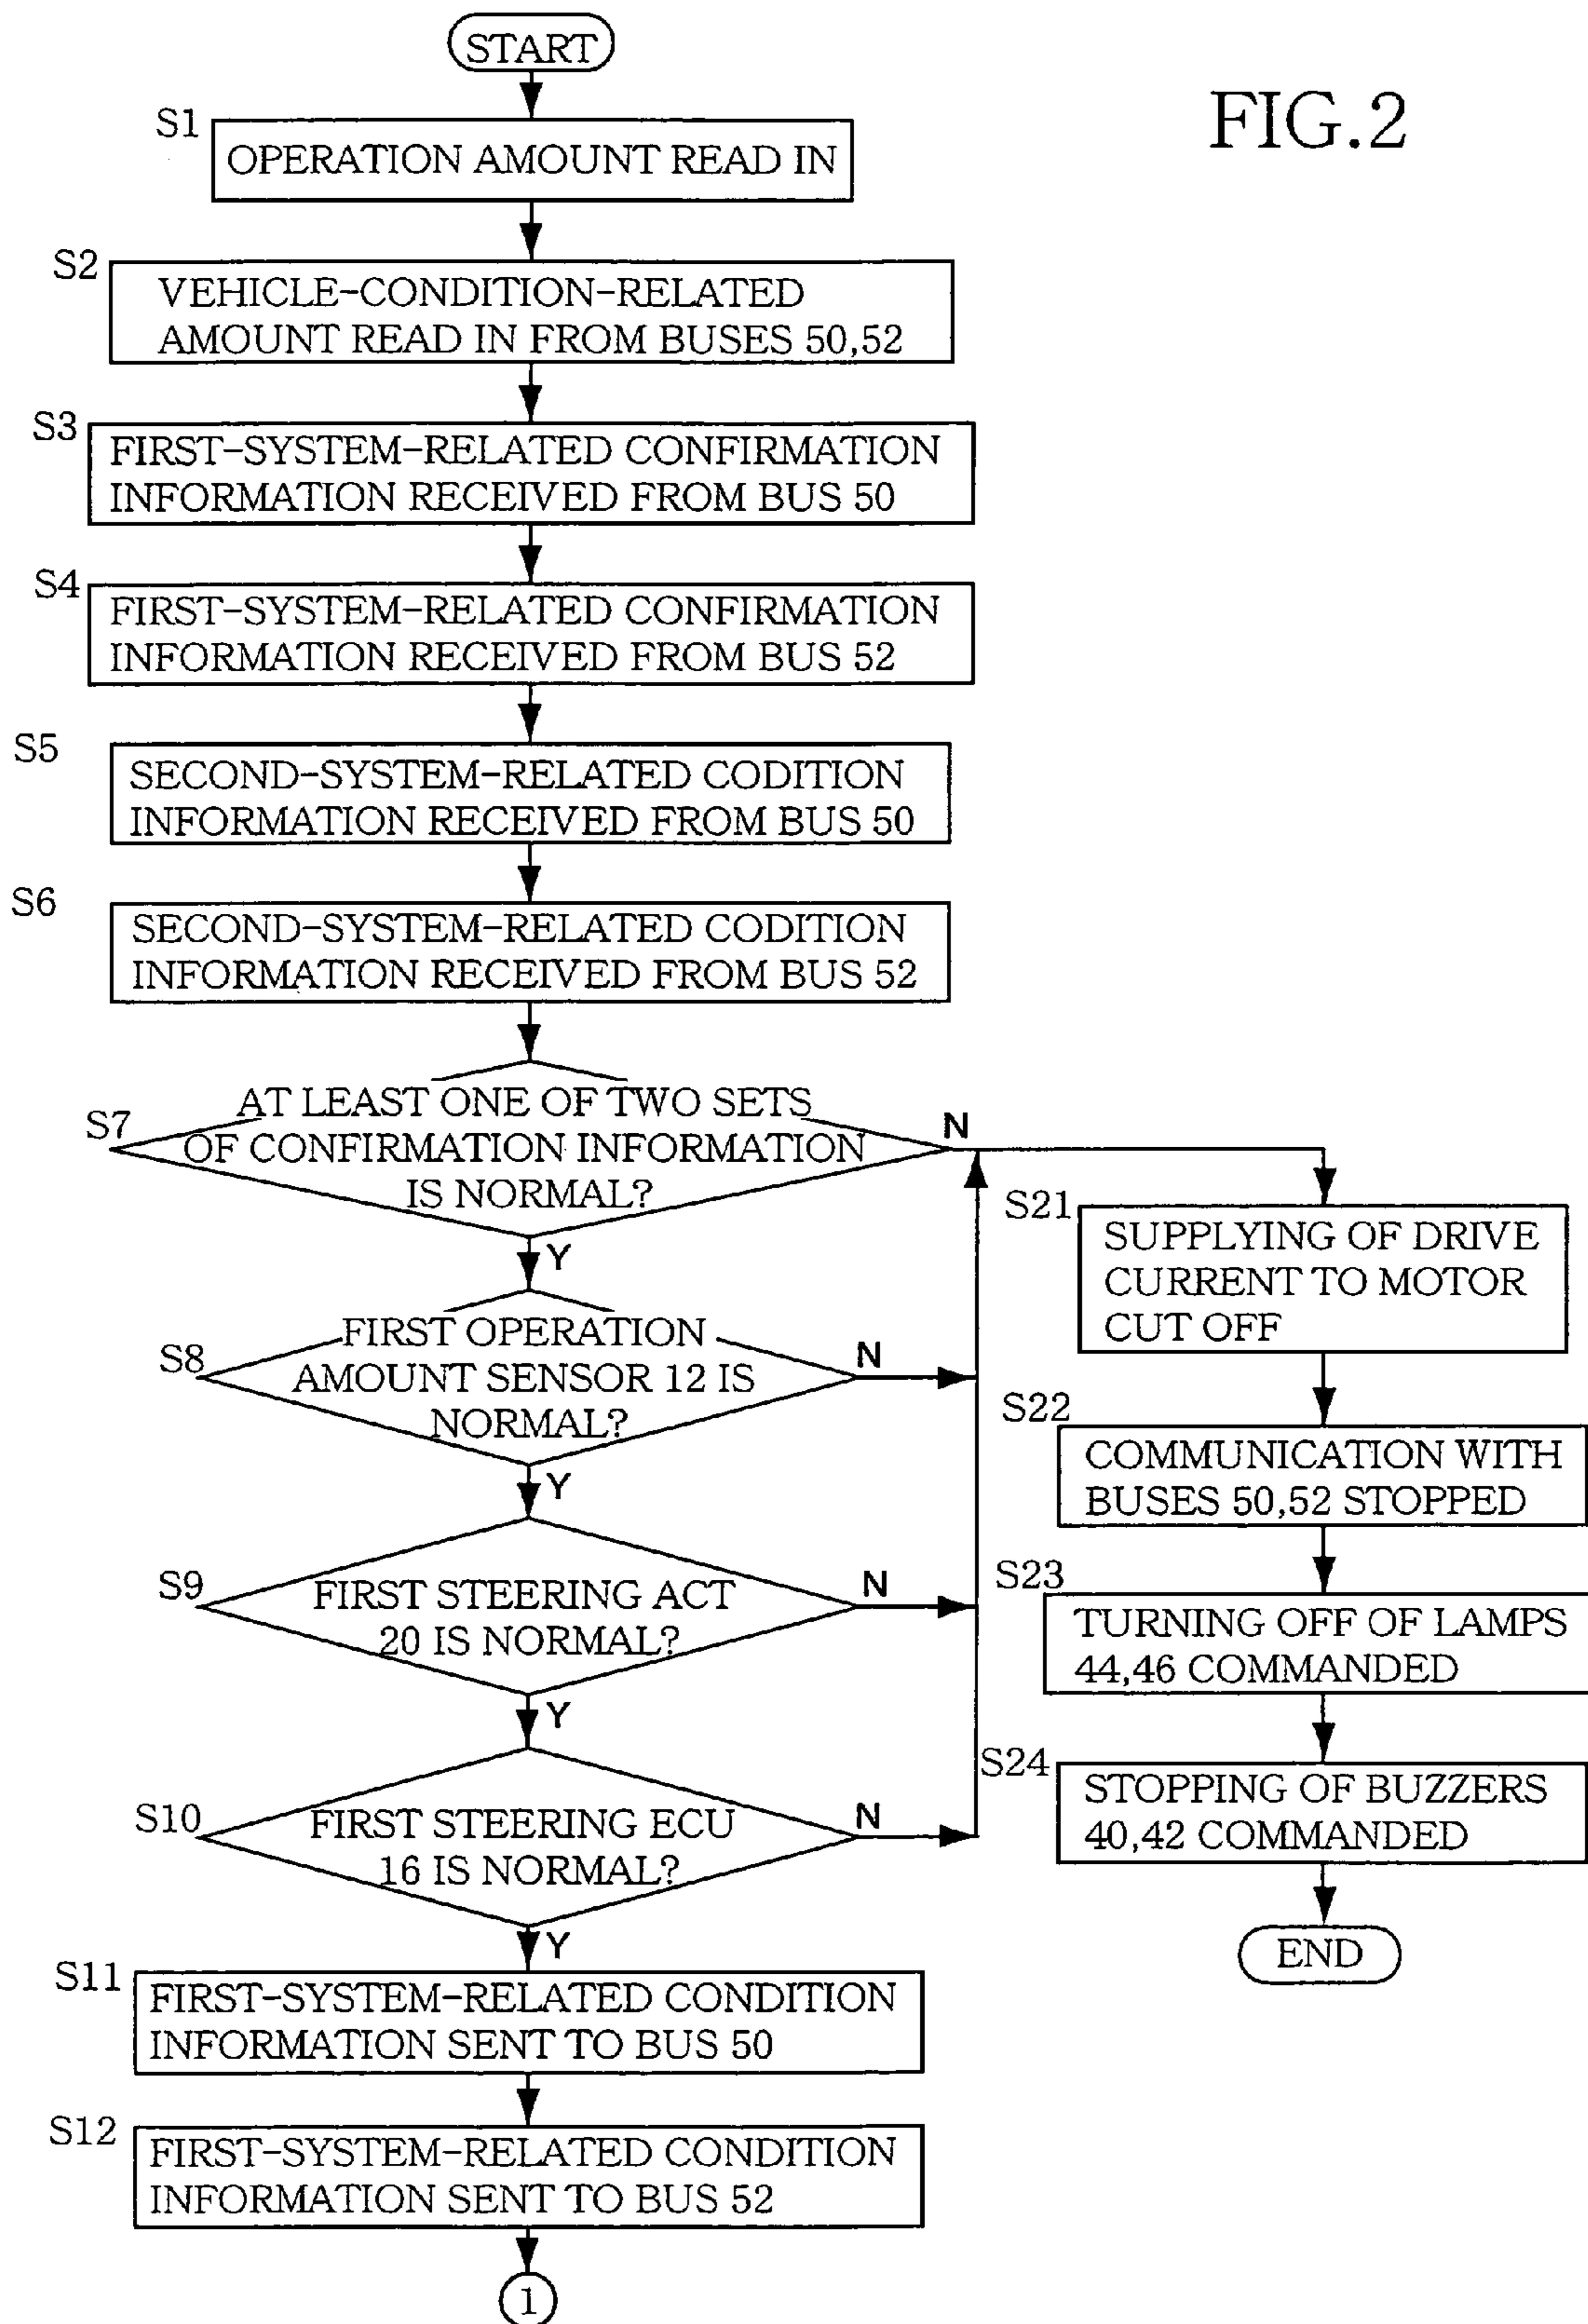 FIG.2
START
S1
OPERATION AMOUNT READ IN
S2
VEHICLE-CONDITION-RELATED
AMOUNT READ IN FROM BUSES 50,52
S3
FIRST-SYSTEM-RELATED CONFIRMATION
INFORMATION RECEIVED FROM BUS 50
S4
FIRST-SYSTEM-RELATED CONFIRMATION
INFORMATION RECEIVED FROM BUS 52
S5
SECOND-SYSTEM-RELATED CODITION
INFORMATION RECEIVED FROM BUS 50
S6
SECOND-SYSTEM-RELATED CODITION
INFORMATION RECEIVED FROM BUS 52
S7
AT LEAST ONE OF TWO SETS
OF CONFIRMATION INFORMATION
IS NORMAL?
N
Y
S8
FIRST OPERATION
AMOUNT SENSOR 12 IS
NORMAL?
N
Y
S9
FIRST STEERING ACT
20 IS NORMAL?
N
Y
S10
FIRST STEERING ECU
16 IS NORMAL?
N
Y
S11
FIRST-SYSTEM-RELATED CONDITION
INFORMATION SENT TO BUS 50
S12
FIRST-SYSTEM-RELATED CONDITION
INFORMATION SENT TO BUS 52
1
S21
SUPPLYING OF DRIVE
CURRENT TO MOTOR
CUT OFF
S22
COMMUNICATION WITH
BUSES 50,52 STOPPED
S23
TURNING OFF OF LAMPS
44,46 COMMANDED
S24
STOPPING OF BUZZERS
40,42 COMMANDED
END